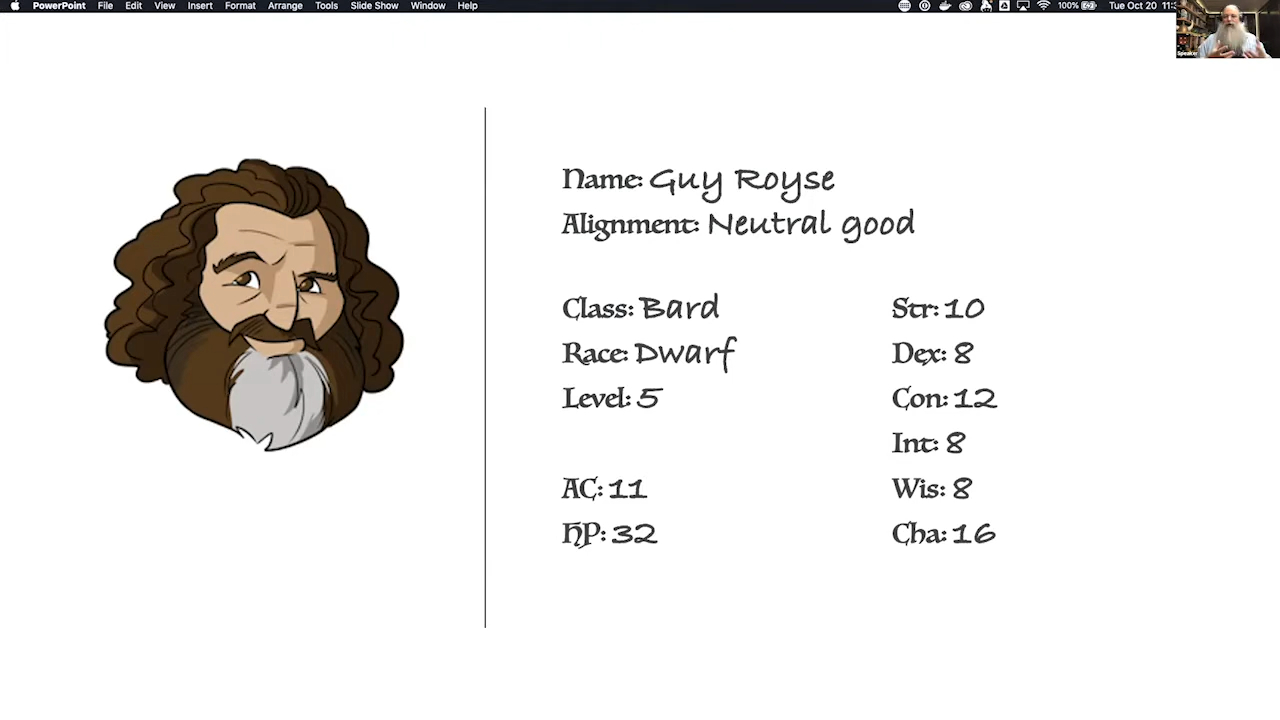 PowerPoint File Edit View Insert Format Arrange Tools Slide Show Window Help 100% Tue Oct 20
Speaker
Name: Guy Royse
Alignment: Neutral good
Class: Bard
Race: Dwarf
Level: 5
AC: 11
HP: 32
Str: 10
Dex: 8
Con: 12
Int: 8
Wis: 8
Cha: 16